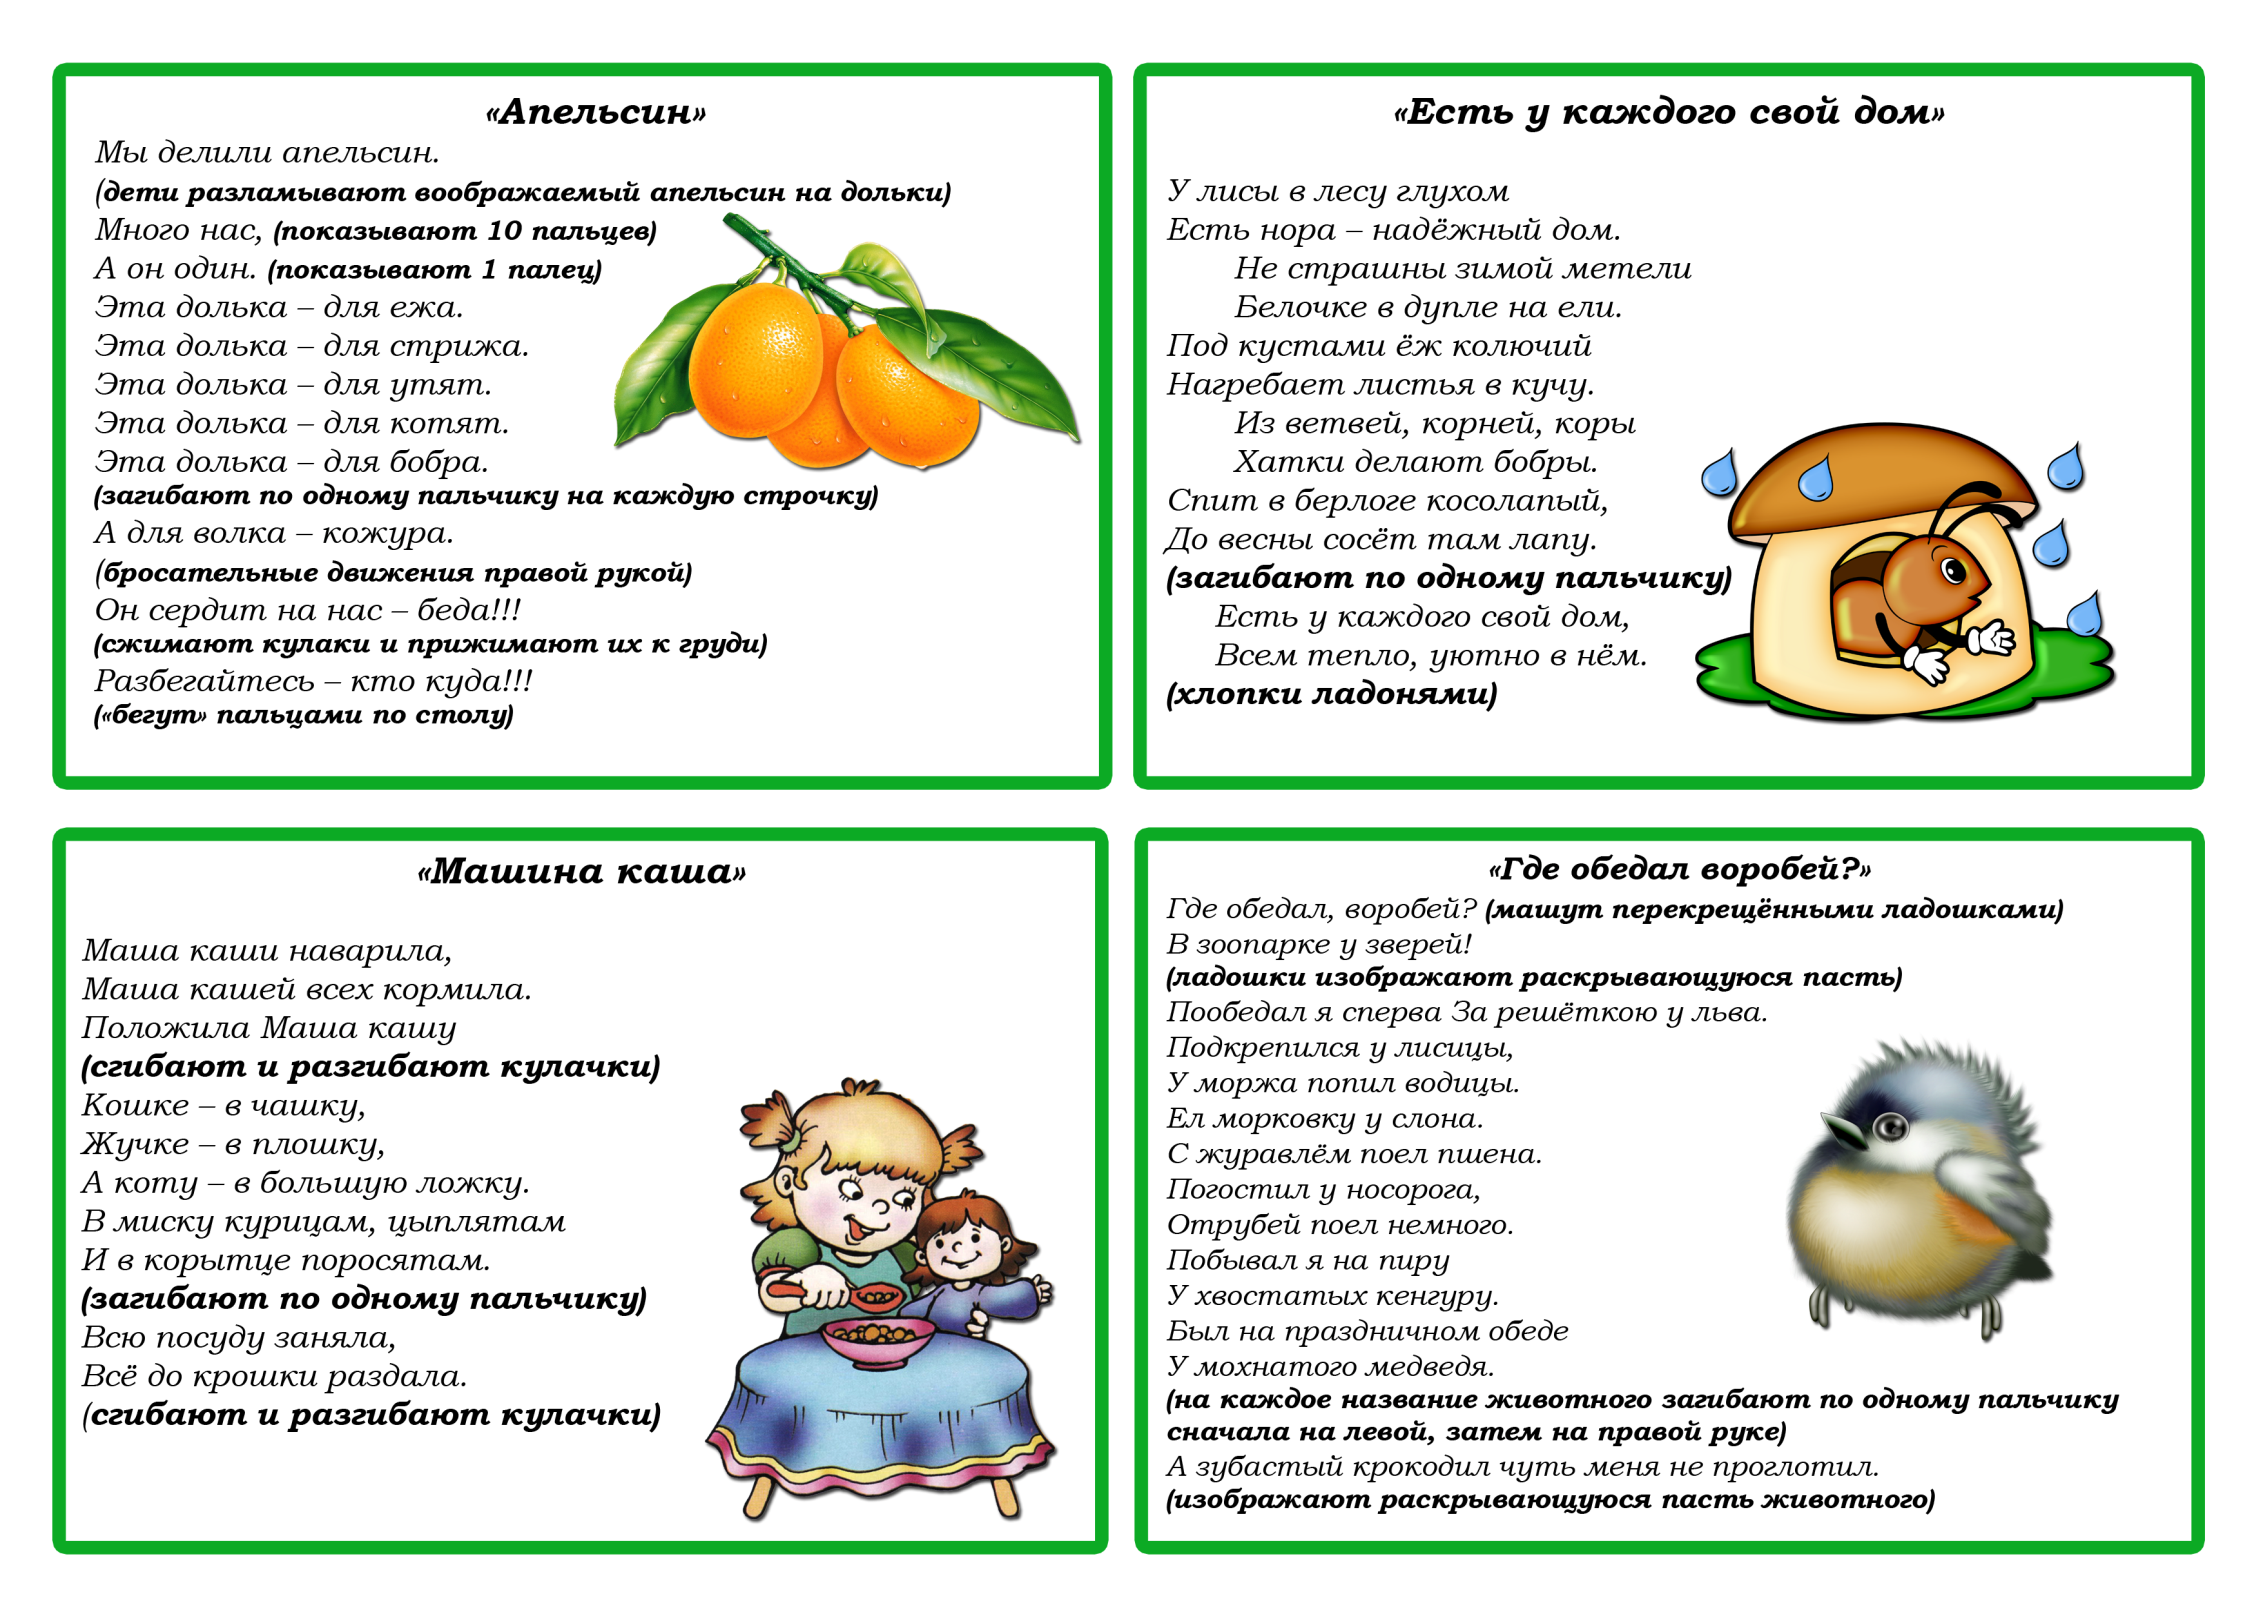 «Апельсин»
Мы делили апельсин.
(дети разламывают воображаемый апельсин на дольки)
Много нас, (показывают 10 пальцев)
А он один. (показывают 1 палец)
Эта долька – для ежа.
Эта долька – для стрижа.
Эта долька – для утят.
Эта долька – для котят.
Эта долька – для бобра.
(загибают по одному пальчику на каждую строчку)
А для волка – кожура.
(бросательные движения правой рукой)
Он сердит на нас – беда!!!
(сжимают кулаки и прижимают их к груди)
Разбегайтесь – кто куда!!!
(«бегут» пальцами по столу)
«Есть у каждого свой дом»
У лисы в лесу глухом
Есть нора – надёжный дом.
Не страшны зимой метели
Белочке в дупле на ели.
Под кустами ёж колючий
Нагребает листья в кучу.
Из ветвей, корней, коры
Хатки делают бобры.
Спит в берлоге косолапый,
До весны сосёт там лапу.
(загибают по одному пальчику)
Есть у каждого свой дом,
Всем тепло, уютно в нём.
(хлопки ладонями)
«Машина каша»
Маша каши наварила,
Маша кашей всех кормила.
Положила Маша кашу
(сгибают и разгибают кулачки)
Кошке – в чашку,
Жучке – в плошку,
А коту – в большую ложку.
В миску курицам, цыплятам
И в корытце поросятам.
(загибают по одному пальчику)
Всю посуду заняла,
Всё до крошки раздала.
(сгибают и разгибают кулачки)
«Где обедал воробей?»
Где обедал, воробей? (машут перекрещёнными ладошками)
В зоопарке у зверей!
(ладошки изображают раскрывающуюся пасть)
Пообедал я сперва За решёткою у льва.
Подкрепился у лисицы,
У моржа попил водицы.
Ел морковку у слона.
С журавлём поел пшена.
Погостил у носорога,
Отрубей поел немного.
Побывал я на пиру
У хвостатых кенгуру.
Был на праздничном обеде
У мохнатого медведя.
(на каждое название животного загибают по одному пальчику
сначала на левой, затем на правой руке)
А зубастый крокодил чуть меня не проглотил.
(изображают раскрывающуюся пасть животного)